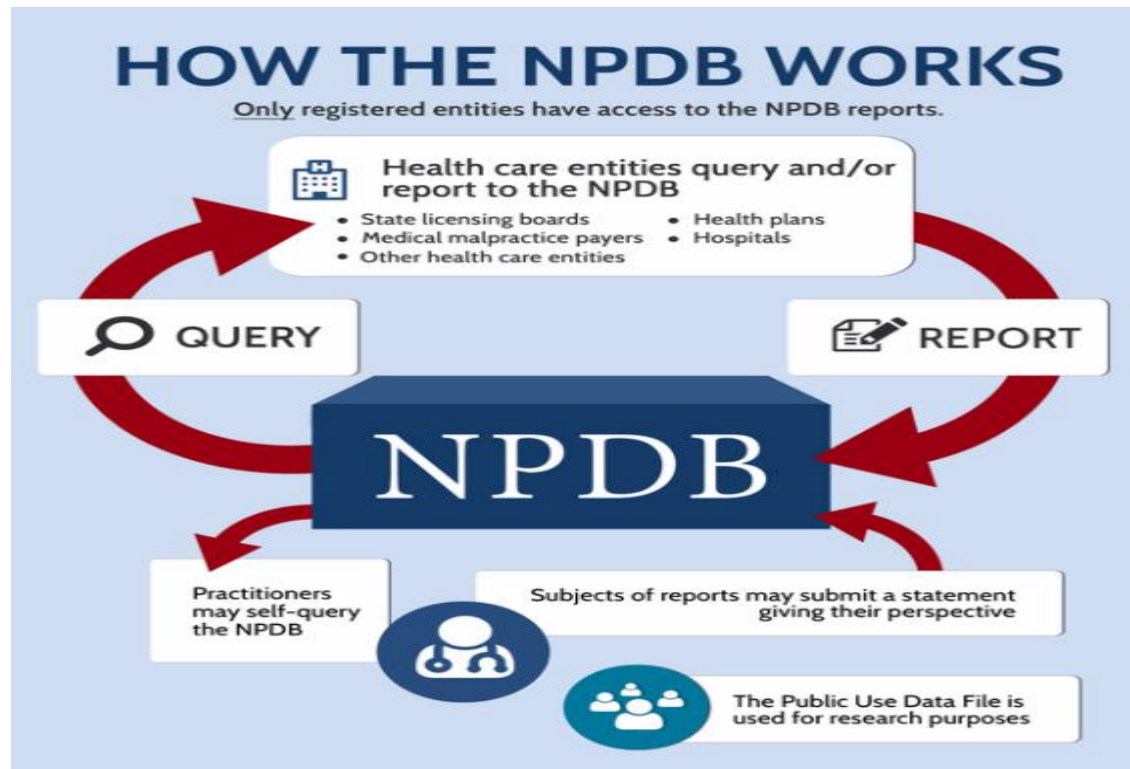 HOW THE NPDB WORKS
Only registered entities have access to the NPDB reports.
H
Health care entities query and/or
report to the NPDB
• State licensing boards
• Medical malpractice payers
• Other health care entities
• Health plans
• Hospitals
QUERY
REPORT
NPDB
Practitioners
may self-query
the NPDB
Subjects of reports may submit a statement
giving their perspective
The Public Use Data File is
used for research purposes